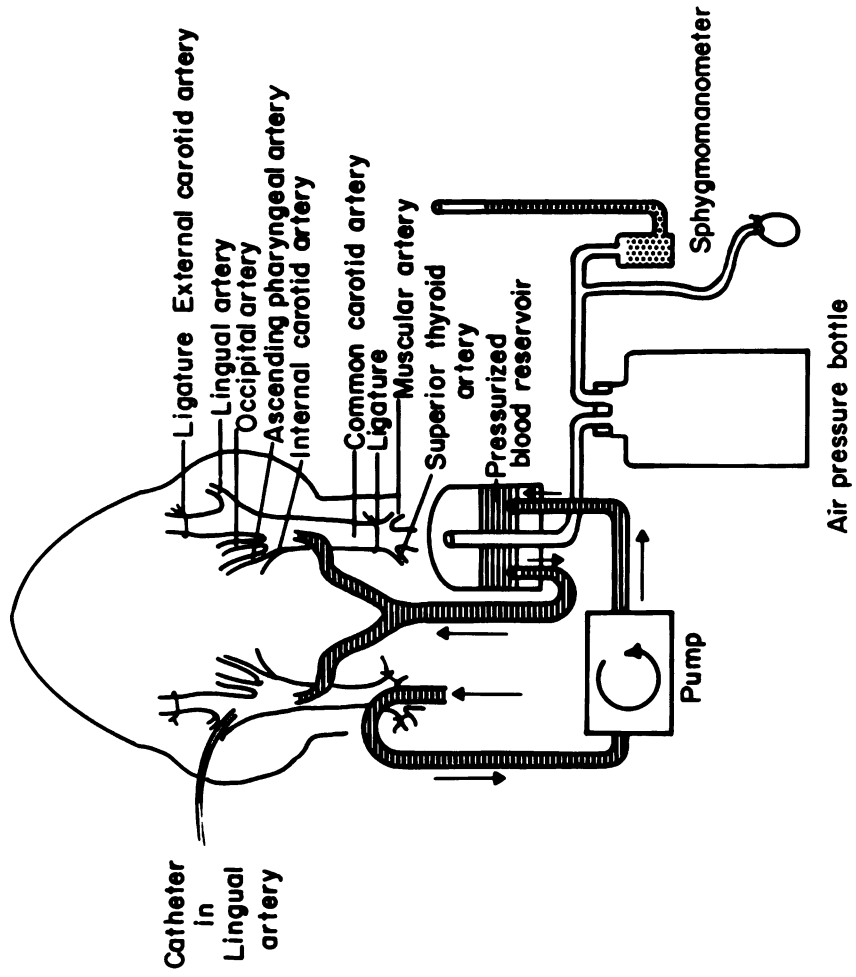 Catheter
in
Lingual
artery
Ligature External carotid artery
Lingual artery
Occipital artery
Ascending pharyngeal artery
Internal carotid artery
Common carotid artery
Ligature
Muscular artery
Superior thyroid
artery
Pressurized
blood reservoir
Sphygmomanometer
Pump
Air pressure bottle